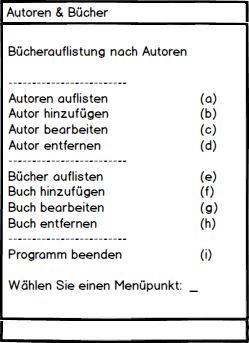 Autoren & Bücher
Bücherauflistung nach Autoren
--------------------------
Autoren auflisten (a)
Autor hinzufügen (b)
Autor bearbeiten (c)
Autor entfernen (d)
--------------------------
Bücher auflisten (e)
Buch hinzufügen (f)
Buch bearbeiten (g)
Buch entfernen (h)
--------------------------
Programm beenden (i)
Wählen Sie einen Menüpunkt: _